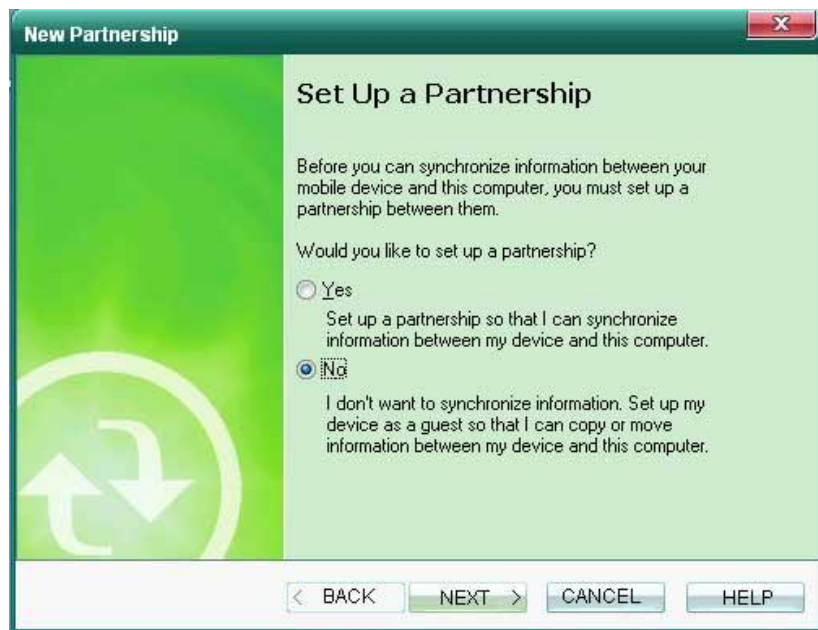 New Partnership
X
Set Up a Partnership
Before you can synchronize information between your
mobile device and this computer, you must set up a
partnership between them.
Would you like to set up a partnership?
Yes
Set up a partnership so that I can synchronize
information between my device and this computer.
No
I don't want to synchronize information. Set up my
device as a guest so that I can copy or move
information between my device and this computer.
< BACK NEXT > CANCEL HELP